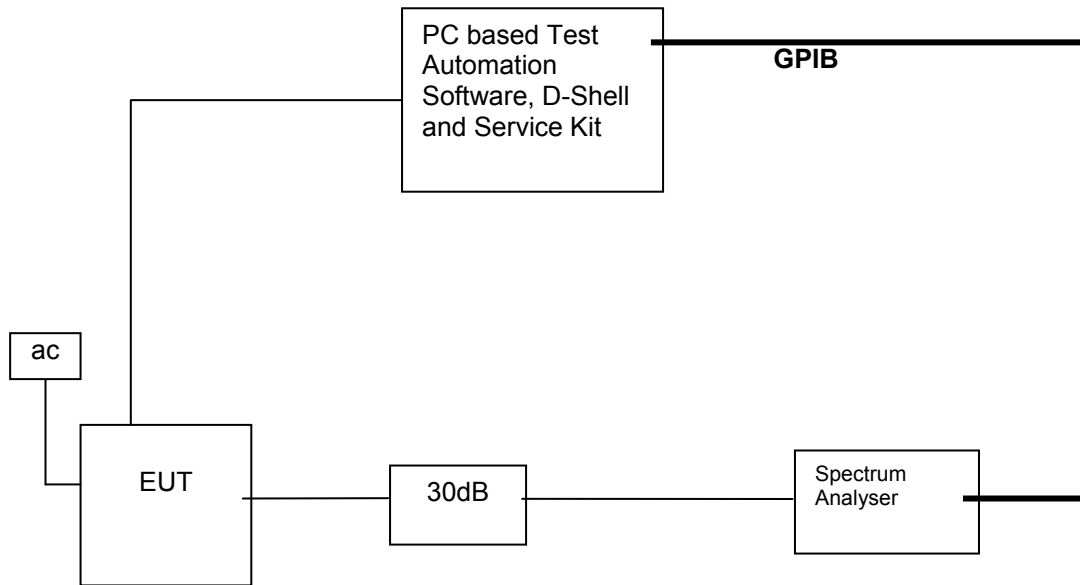 PC based Test
Automation
Software, D-Shell
and Service Kit
GPIB
ac
EUT
30dB
Spectrum
Analyser